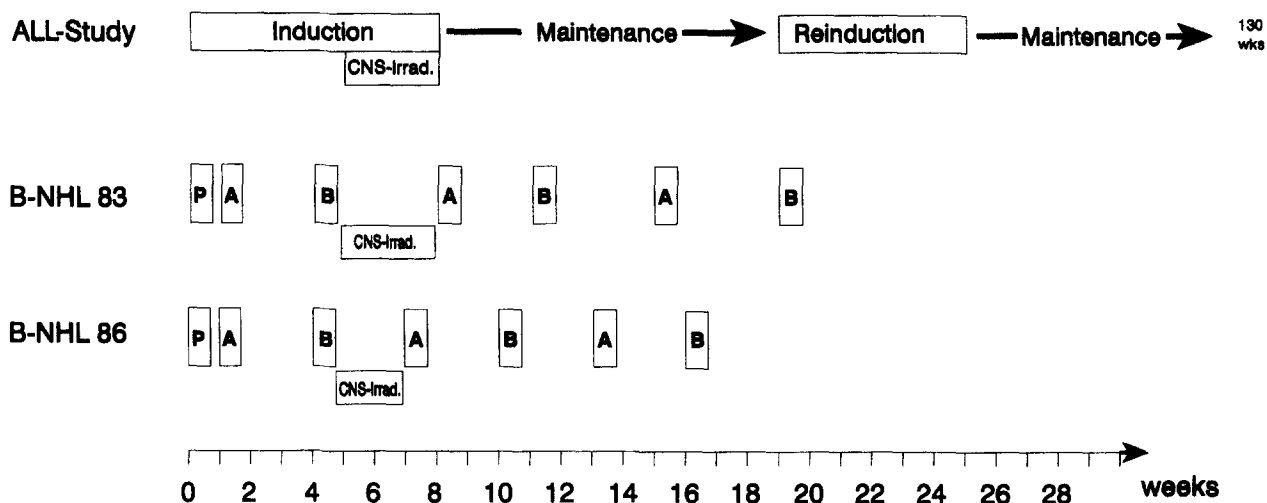 ALL-Study Induction Maintenance Reinduction Maintenance 130
wks
CNS-Irrad.
B-NHL 83 P A B A B A B
CNS-Irrad.
B-NHL 86 P A B A B A B
CNS-Irrad.
0 2 4 6 8 10 12 14 16 18 20 22 24 26 28 weeks